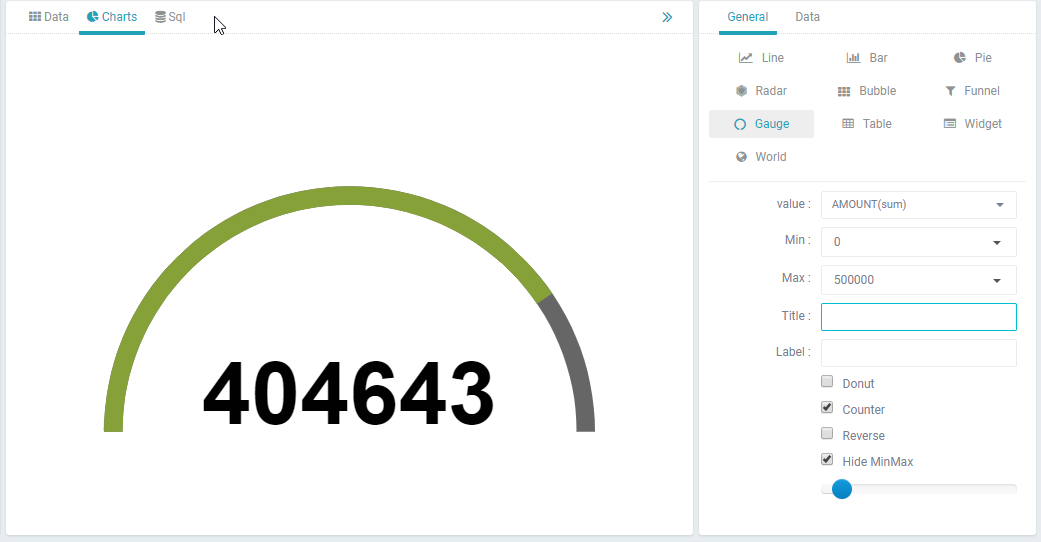 Data Charts Sql
General Data
Line Bar Pie
Radar Bubble Funnel
Gauge Table Widget
World
value : AMOUNT(sum)
Min : 0
Max : 500000
Title :
Label :
Donut
Counter
Reverse
Hide MinMax
404643